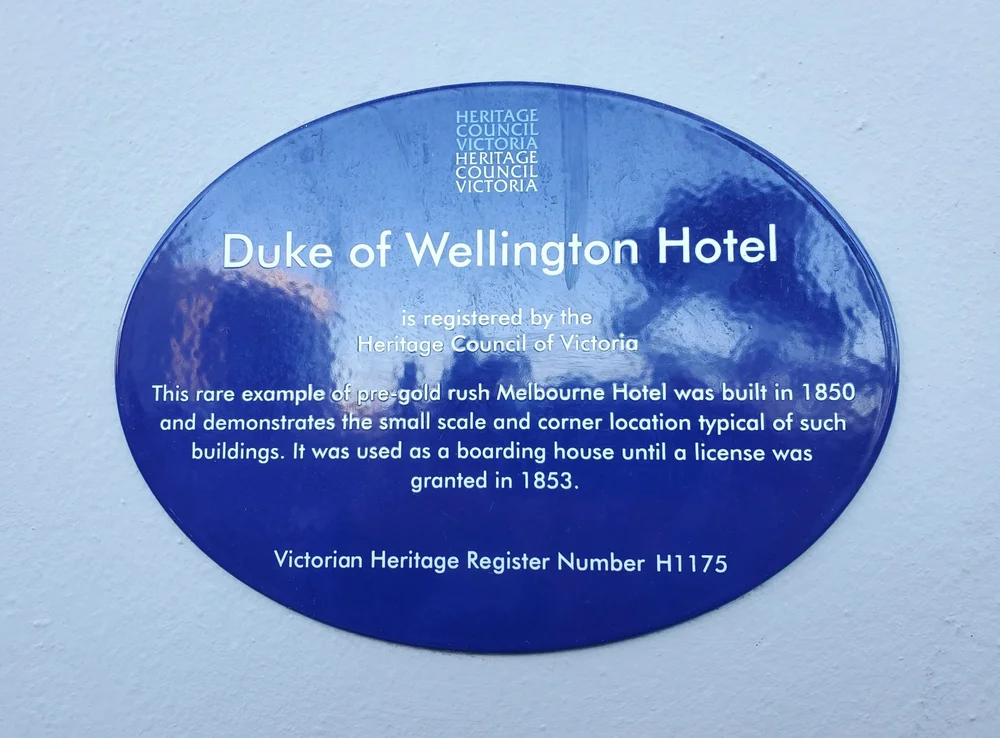 HERITAGE
COUNCIL
VICTORIA
HERITAGE
COUNCIL
VICTORIA
Duke of Wellington Hotel
is registered by the
Heritage Council of Victoria
This rare example of pre-gold rush Melbourne Hotel was built in 1850
and demonstrates the small scale and corner location typical of such
buildings. It was used as a boarding house until a license was
granted in 1853.
Victorian Heritage Register Number H1175